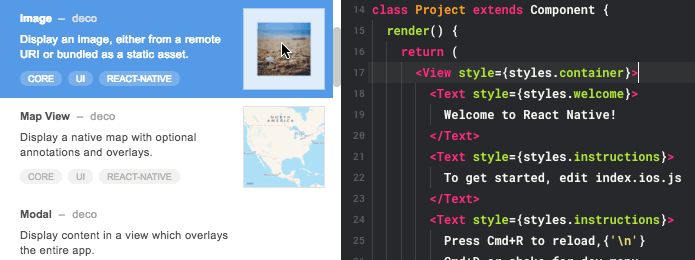 Image — deco
Display an image, either from a remote
URI or bundled as a static asset.
CORE UI REACT-NATIVE
Map View — deco
Display a native map with optional
annotations and overlays.
CORE UI REACT-NATIVE
NORTH
AMERICA
Modal — deco
Display content in a view which overlays
the entire app.
14 class Project extends Component {
15 render() {
16 return (
17 <View style={styles.container}>
18 <Text style={styles.welcome}>
19 Welcome to React Native!
20 </Text>
21 <Text style={styles.instructions}>
22 To get started, edit index.ios.js
23 </Text>
24 <Text style={styles.instructions}>
25 Press Cmd+R to reload,{'\n'}